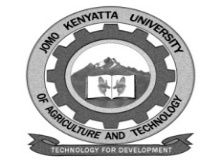 JOMO KENYATTA UNIVERSITY
OF AGRICULTURE AND TECHNOLOGY
TECHNOLOGY FOR DEVELOPMENT